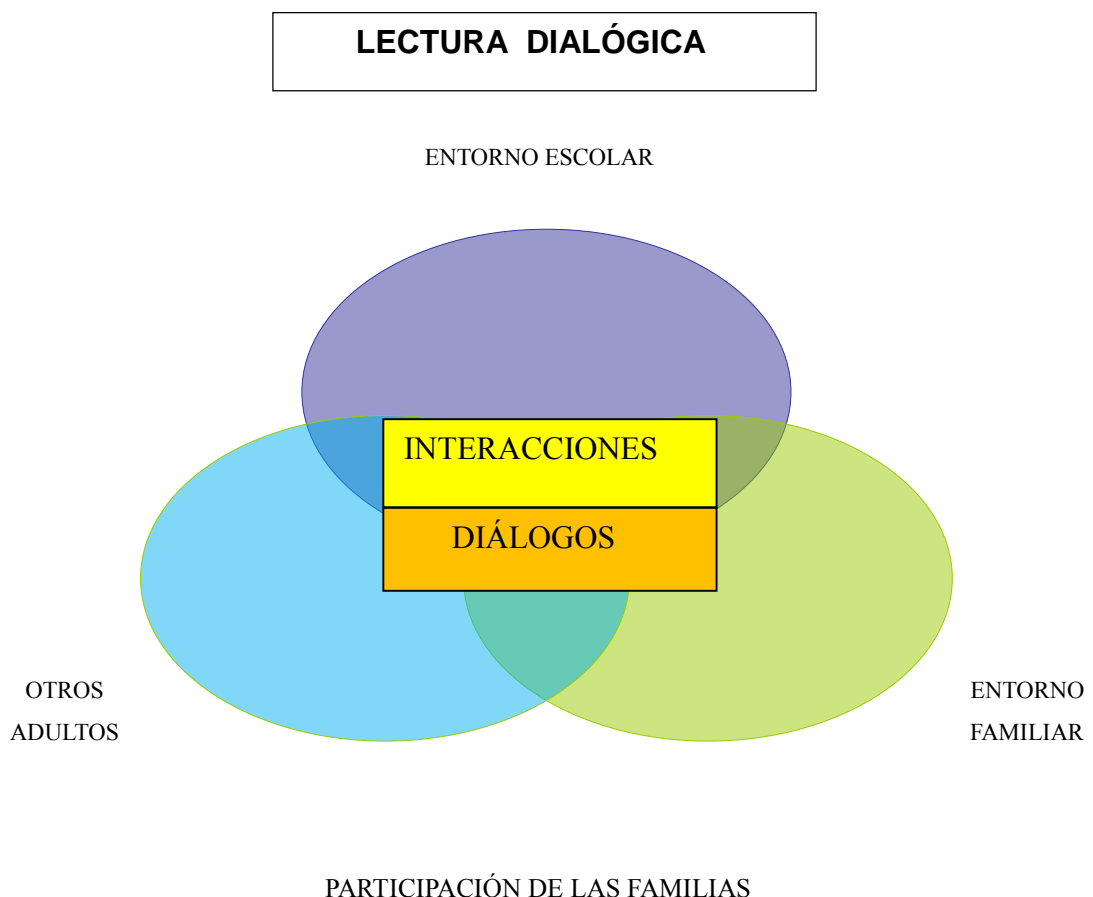 LECTURA DIALÓGICA
ENTORNO ESCOLAR
INTERACCIONES
DIÁLOGOS
OTROS
ADULTOS
ENTORNO
FAMILIAR
PARTICIPACIÓN DE LAS FAMILIAS